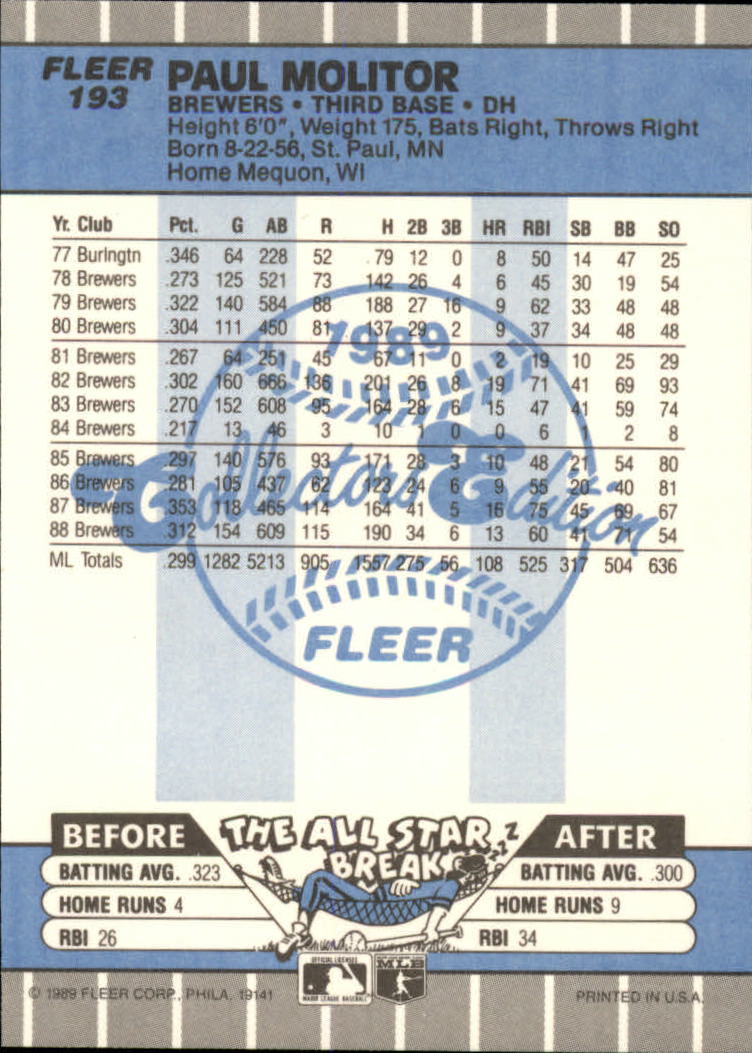 FLEER
193
PAUL MOLITOR
BREWERS • THIRD BASE • DH
Height 6'0", Weight 175, Bats Right, Throws Right
Born 8-22-56, St. Paul, MN
Home Mequon, WI
Yr. Club Pct. G AB R H 2B 3B HR RBI SB BB SO
77 Burlngtn .346 64 228 52 79 12 0 8 50 14 47 25
78 Brewers .273 125 521 73 142 26 4 6 45 30 19 54
79 Brewers .322 140 584 88 188 27 16 9 62 33 48 48
80 Brewers .304 111 450 81 137 29 2 9 37 34 48 48
81 Brewers .267 64 251 45 67 11 0 2 19 10 25 29
82 Brewers .302 160 666 136 201 26 8 19 71 41 69 93
83 Brewers .270 152 608 95 164 28 6 15 47 41 59 74
84 Brewers .217 13 46 3 10 1 0 0 6 1 2 8
85 Brewers .297 140 576 93 171 28 3 10 48 21 54 80
86 Brewers .281 105 437 62 123 24 6 9 55 20 40 81
87 Brewers .353 118 465 114 164 41 5 16 75 45 69 67
88 Brewers .312 154 609 115 190 34 6 13 60 41 71 54
ML Totals .299 1282 5213 905 1557 275 56 108 525 317 504 636
1989
Collectors' Edition
FLEER
BEFORE THE ALL STAR BREAK AFTER
Z Z Z
BATTING AVG. .323 BATTING AVG. .300
HOME RUNS 4 HOME RUNS 9
RBI 26 RBI 34
OFFICIAL LICENSEE
MAJOR LEAGUE BASEBALL
MLB
© 1989 FLEER CORP., PHILA. 19141 PRINTED IN U.S.A.